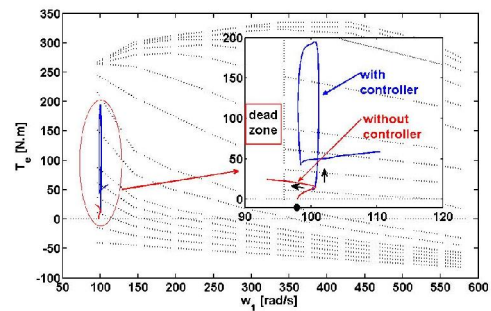 350
300
250
200
150
100
50
0
-50
-100
T_e [N.m]
50 100 150 200 250 300 350 400 450 500 550 600
w_1 [rad/s]
200
150
100
50
0
90 100 110 120
dead
zone
with
controller
without
controller